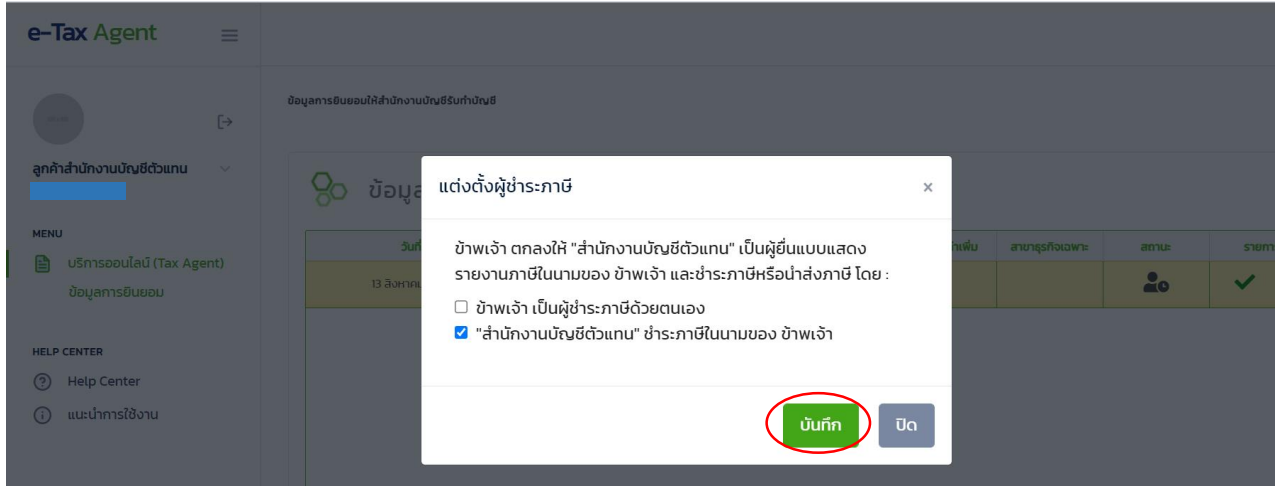 e-Tax Agent
ข้อมูลการยินยอมให้สำนักงานบัญชีรับทำบัญชี
ลูกค้าสำนักงานบัญชีตัวแทน
MENU
บริการออนไลน์ (Tax Agent)
ข้อมูลการยินยอม
HELP CENTER
Help Center
แนะนำการใช้งาน
แต่งตั้งผู้ชำระภาษี
×
ข้าพเจ้า ตกลงให้ "สำนักงานบัญชีตัวแทน" เป็นผู้ยื่นแบบแสดง
รายงานภาษีในนามของ ข้าพเจ้า และชำระภาษีหรือนำส่งภาษี โดย :
ข้าพเจ้า เป็นผู้ชำระภาษีด้วยตนเอง
"สำนักงานบัญชีตัวแทน" ชำระภาษีในนามของ ข้าพเจ้า
บันทึก ปิด
สาขาธุรกิจเฉพาะ สถานะ